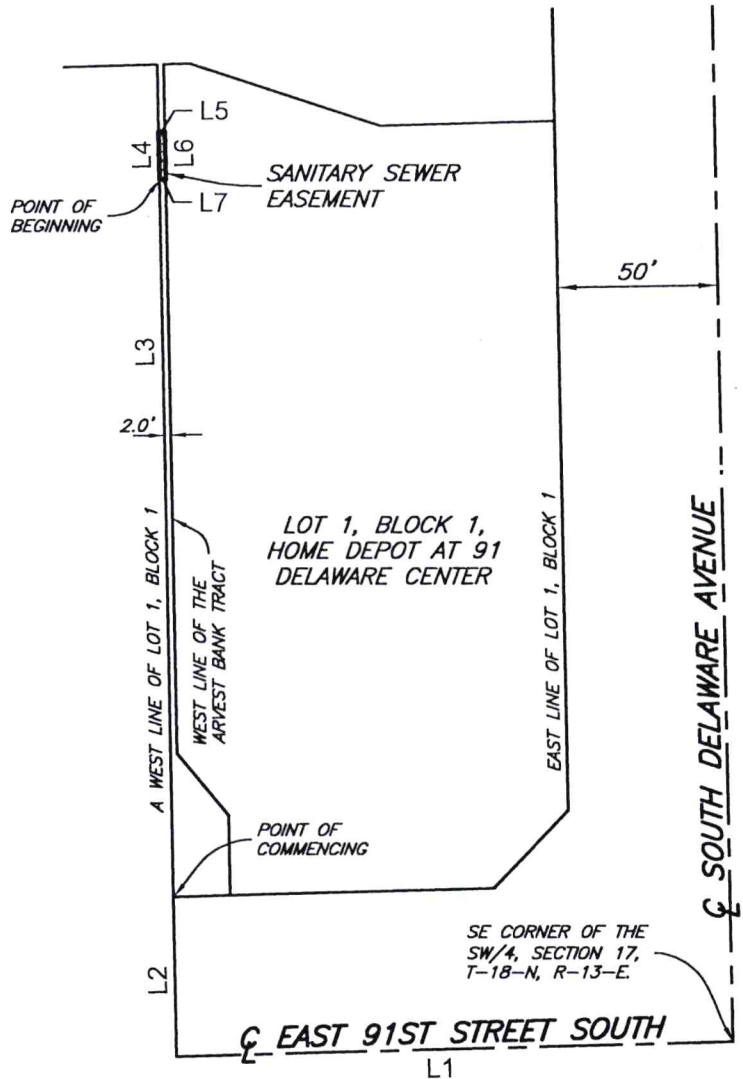 L5
L4
L6
SANITARY SEWER
EASEMENT
L7
POINT OF
BEGINNING
50'
L3
2.0'
A WEST LINE OF LOT 1, BLOCK 1
WEST LINE OF THE
ARVEST BANK TRACT
LOT 1, BLOCK 1,
HOME DEPOT AT 91
DELAWARE CENTER
EAST LINE OF LOT 1, BLOCK 1
℄ SOUTH DELAWARE AVENUE
POINT OF
COMMENCING
L2
SE CORNER OF THE
SW/4, SECTION 17,
T-18-N, R-13-E.
℄ EAST 91ST STREET SOUTH
L1